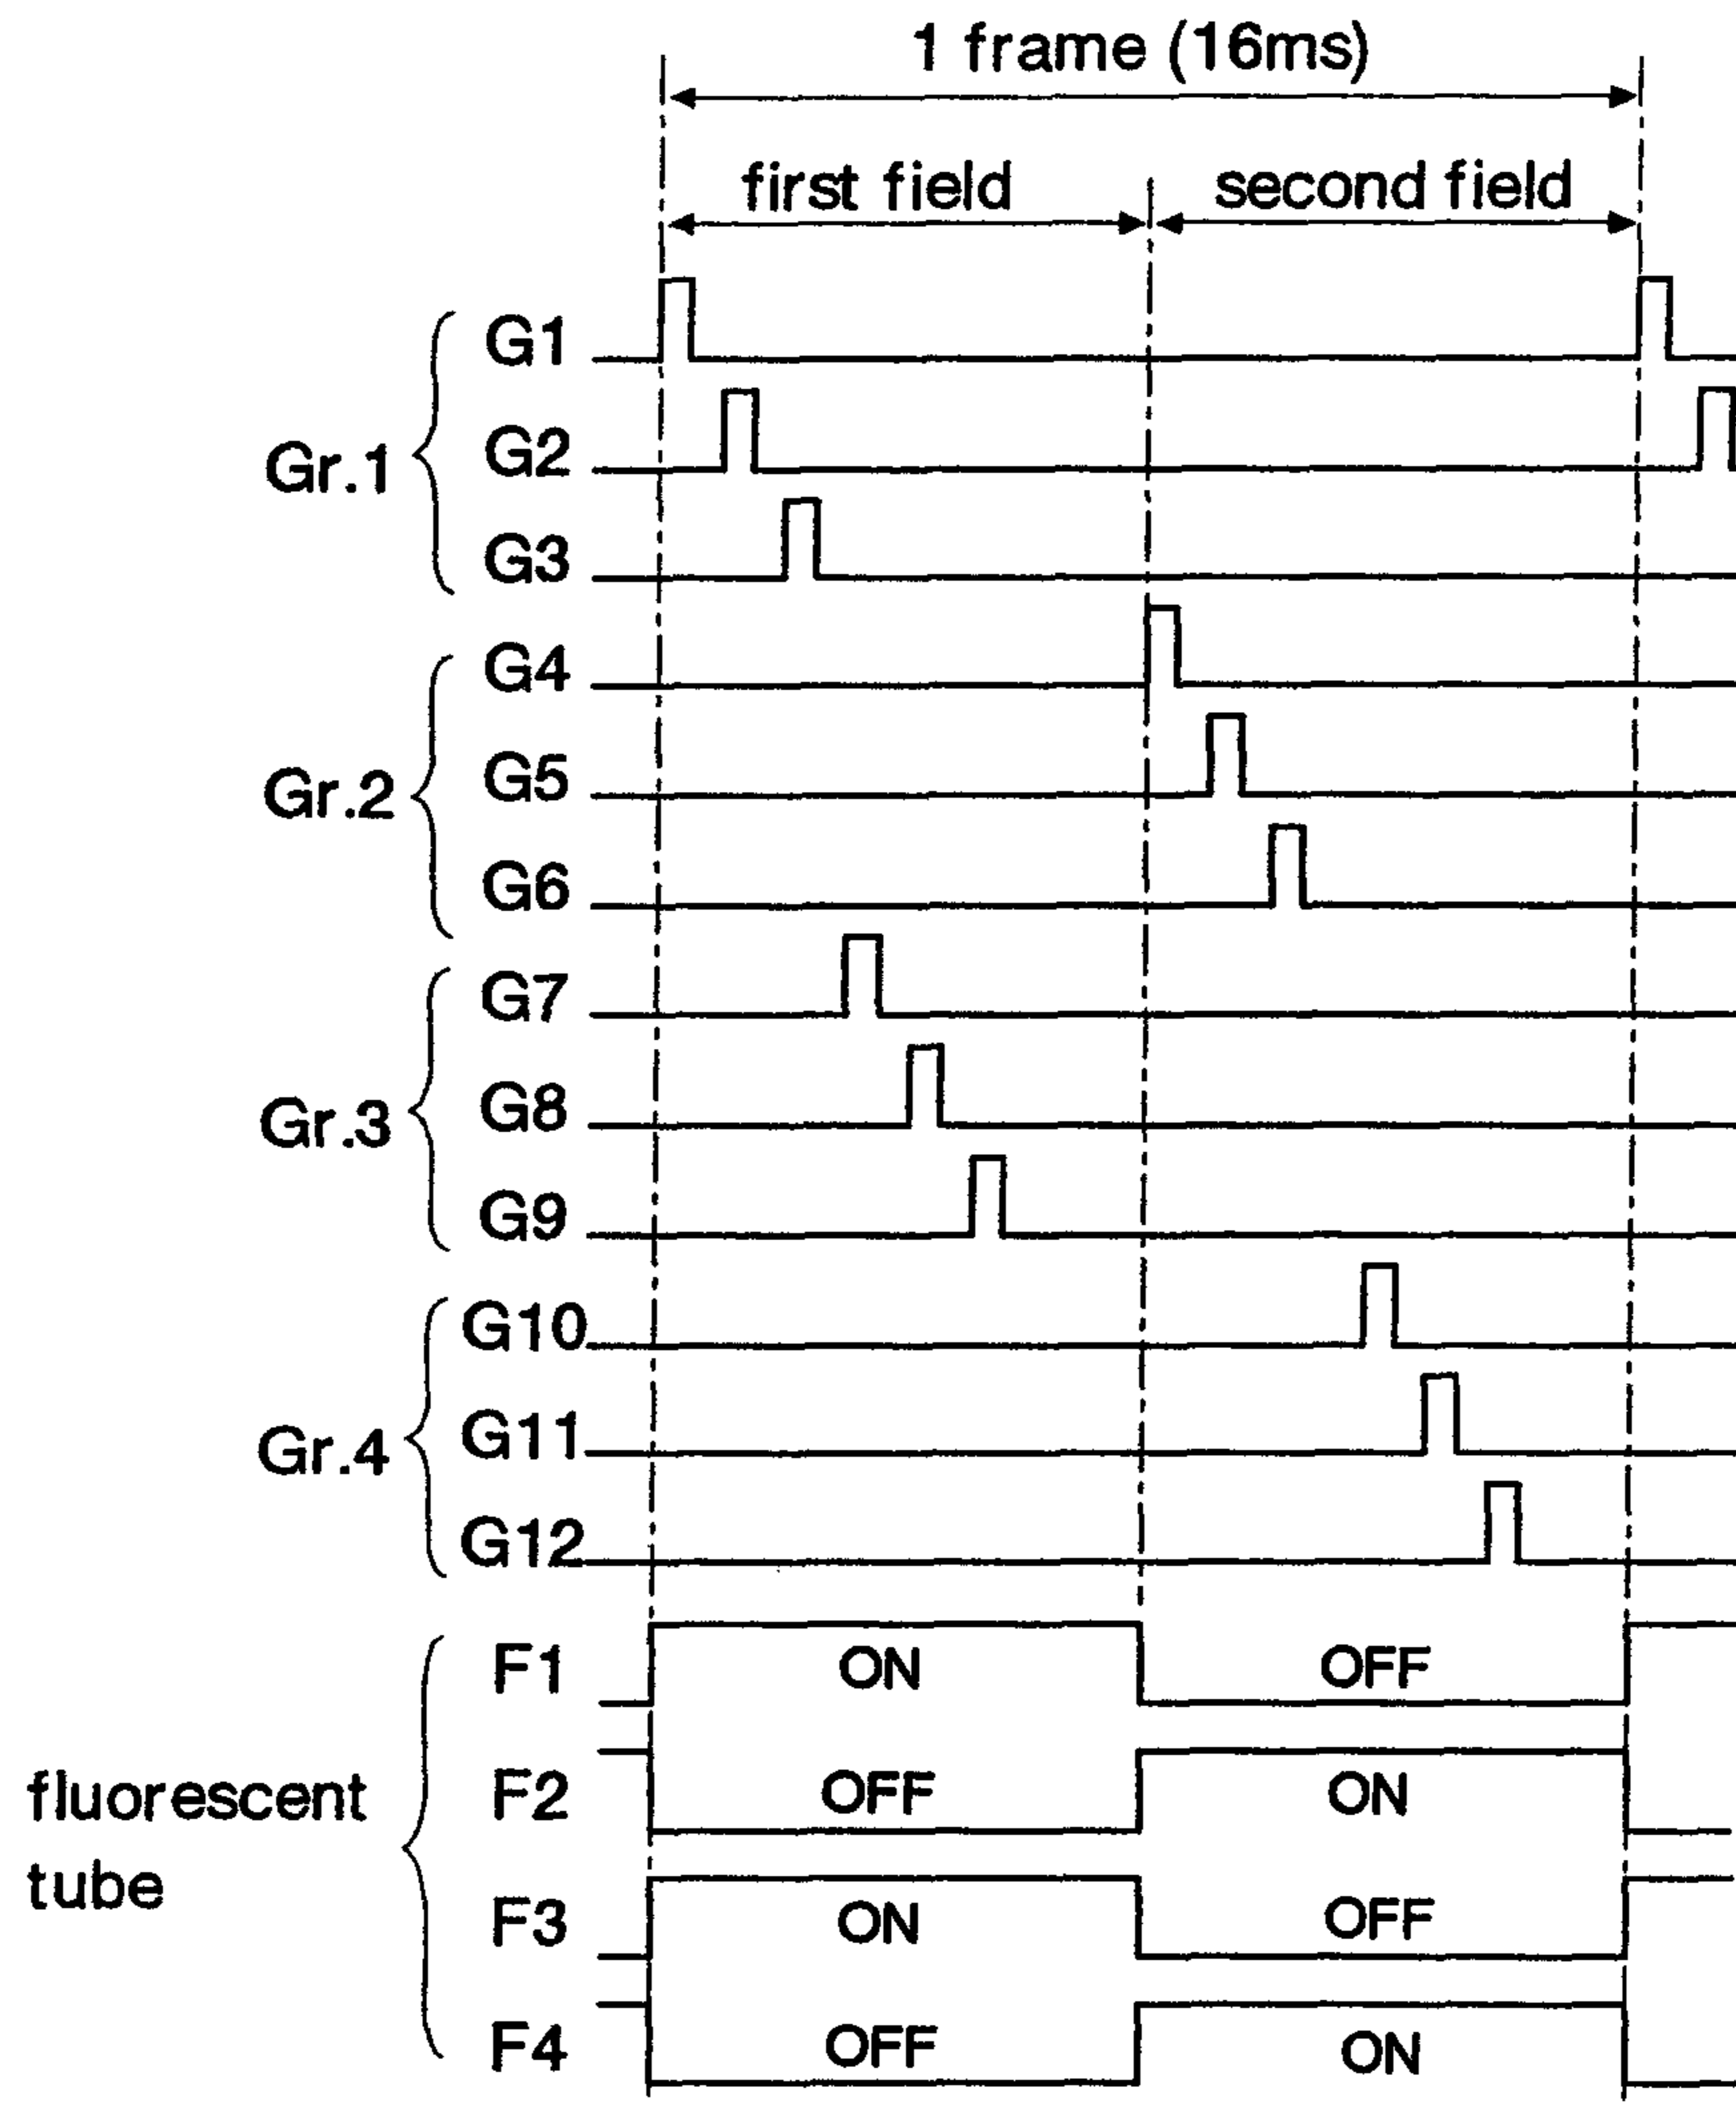 1 frame (16ms)
first field second field
G1
G2
Gr.1
G3
G4
G5
Gr.2
G6
G7
G8
Gr.3
G9
G10
G11
Gr.4
G12
F1 ON OFF
F2 OFF ON
fluorescent
tube
F3 ON OFF
F4 OFF ON